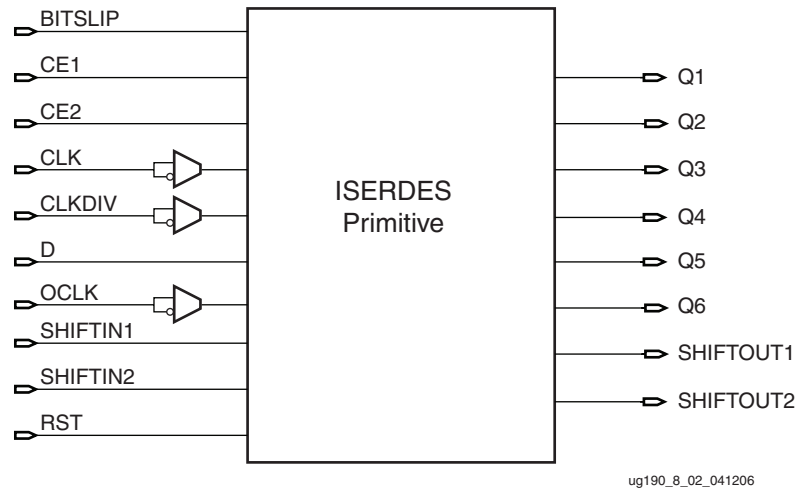 BITSLIP
CE1
CE2
CLK
CLKDIV
D
OCLK
SHIFTIN1
SHIFTIN2
RST
ISERDES
Primitive
Q1
Q2
Q3
Q4
Q5
Q6
SHIFTOUT1
SHIFTOUT2
ug190_8_02_041206